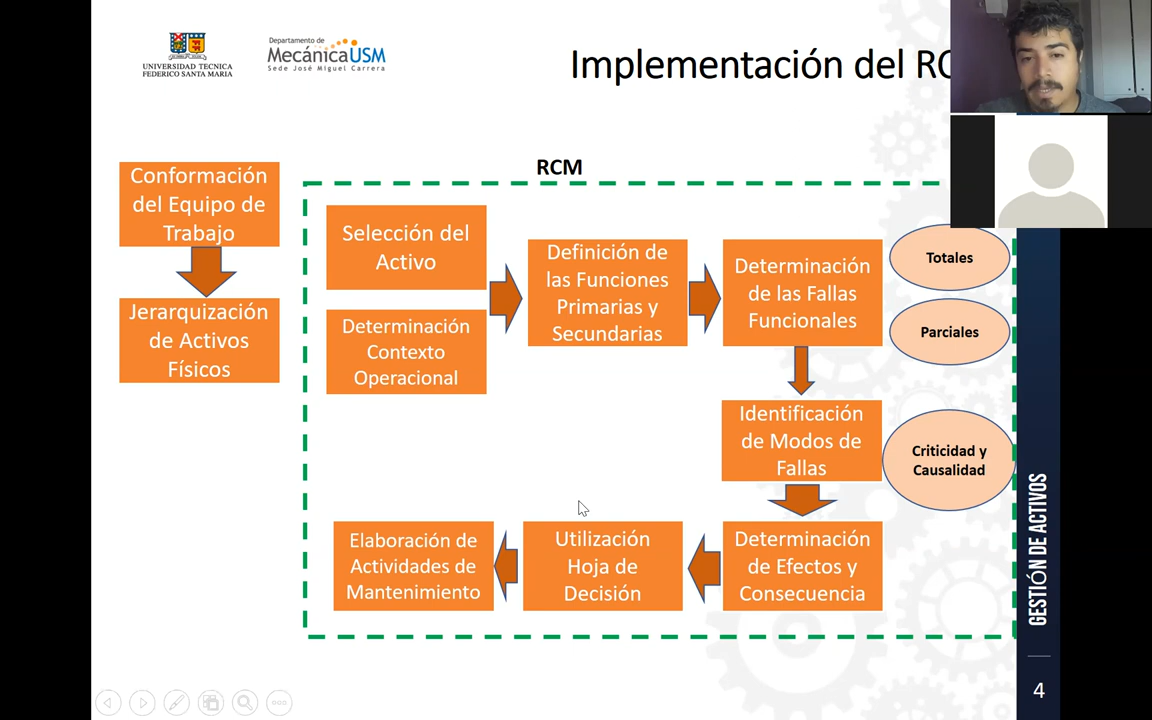 UNIVERSIDAD TECNICA
FEDERICO SANTA MARIA
Departamento de
MecánicaUSM
Sede José Miguel Carrera
Implementación del RC
RCM
Conformación
del Equipo de
Trabajo
Jerarquización
de Activos
Físicos
Selección del
Activo
Determinación
Contexto
Operacional
Definición de
las Funciones
Primarias y
Secundarias
Determinación
de las Fallas
Funcionales
Totales
Parciales
Identificación
de Modos de
Fallas
Criticidad y
Causalidad
Determinación
de Efectos y
Consecuencia
Utilización
Hoja de
Decisión
Elaboración de
Actividades de
Mantenimiento
GESTIÓN DE ACTIVOS
4